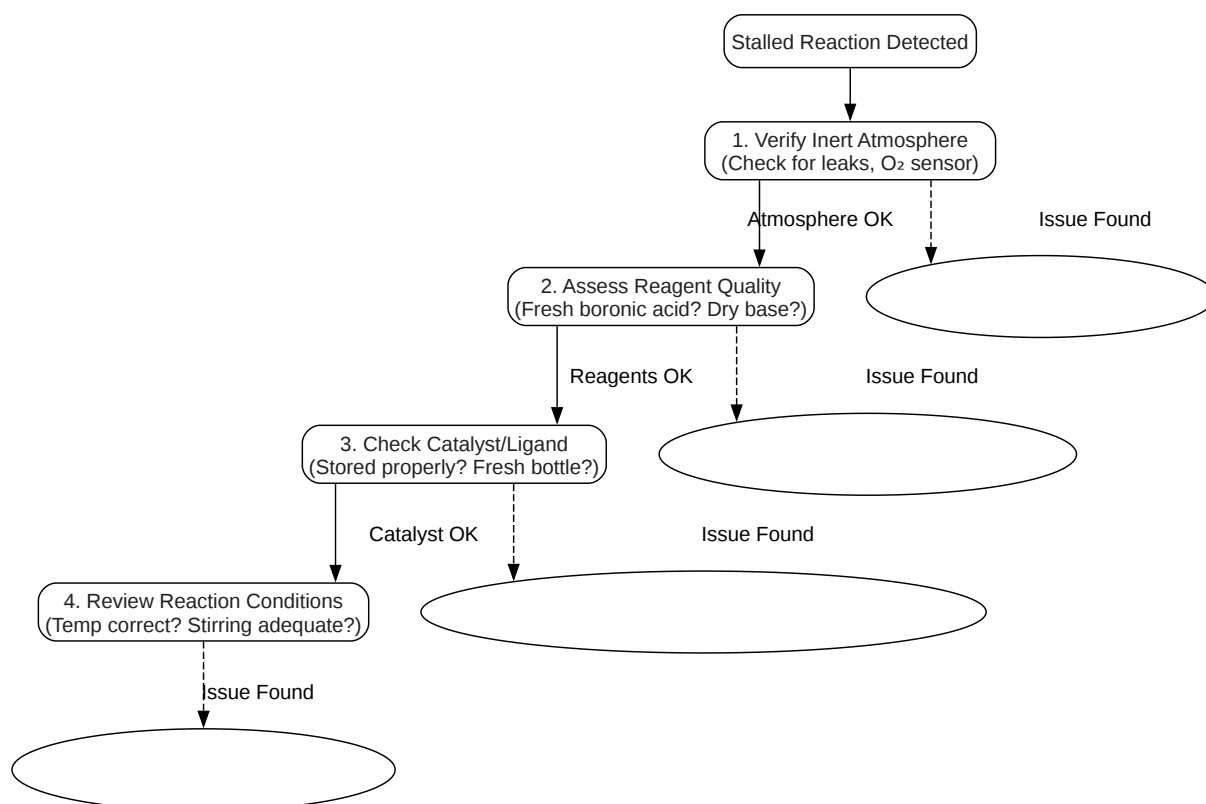 Stalled Reaction Detected
1. Verify Inert Atmosphere
(Check for leaks, O₂ sensor)
Atmosphere OK
Issue Found
2. Assess Reagent Quality
(Fresh boronic acid? Dry base?)
Reagents OK
Issue Found
3. Check Catalyst/Ligand
(Stored properly? Fresh bottle?)
Catalyst OK
Issue Found
4. Review Reaction Conditions
(Temp correct? Stirring adequate?)
Issue Found